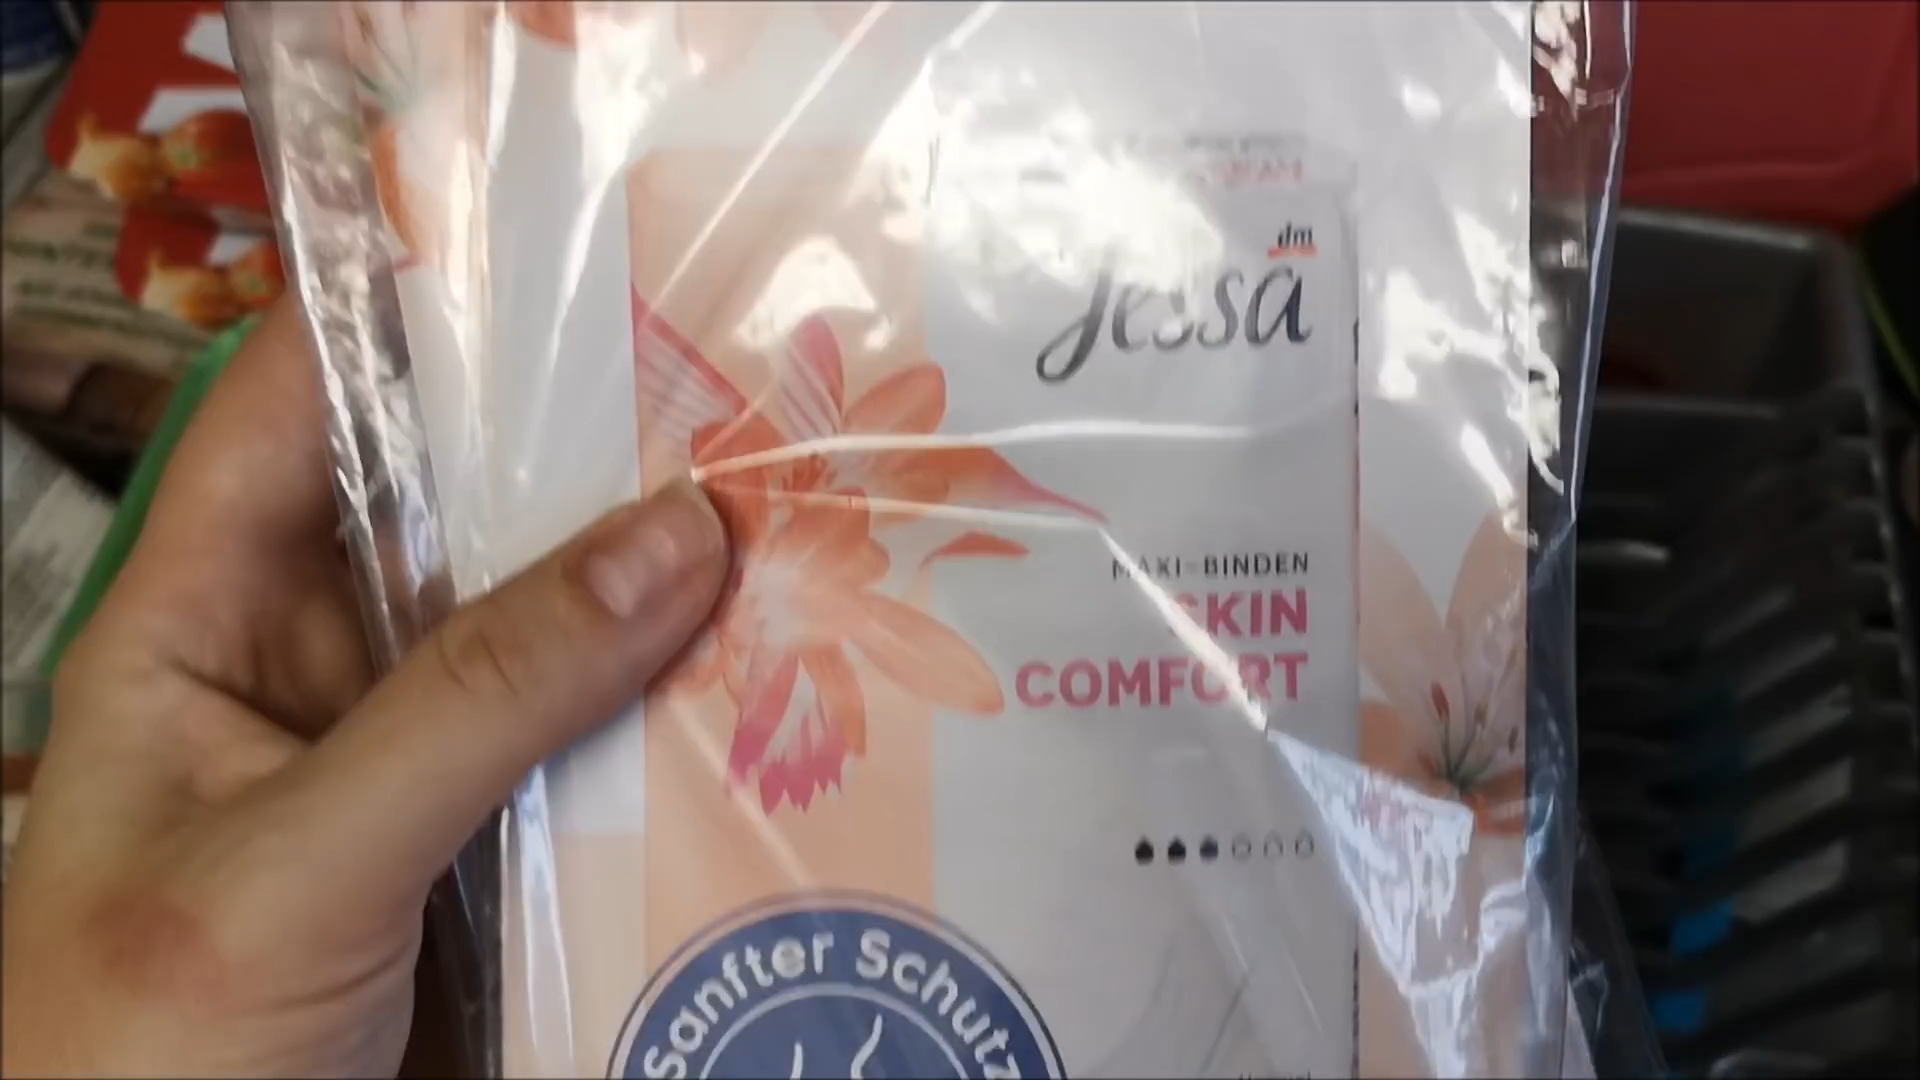 dm
Jessa
MAXI-BINDEN
SKIN
COMFORT
Sanfter Schutz